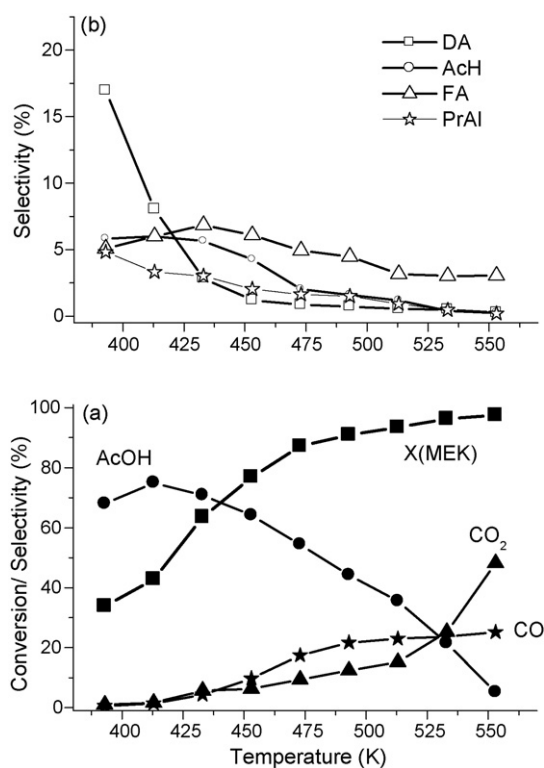 (b)
DA
AcH
FA
PrAl
20
15
10
5
0
Selectivity (%)
400 425 450 475 500 525 550
(a)
AcOH
X(MEK)
CO2
CO
100
80
60
40
20
0
Conversion/ Selectivity (%)
400 425 450 475 500 525 550
Temperature (K)